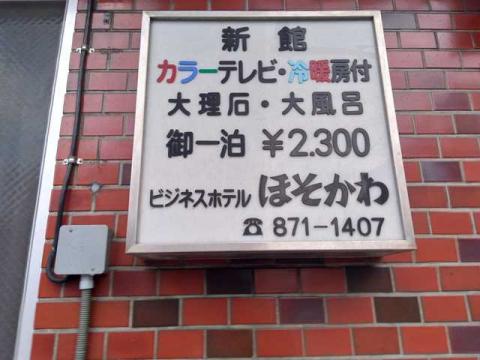 新館
カラーテレビ・冷暖房付
大理石・大風呂
御一泊 ¥2.300
ビジネスホテル ほそかわ
☎871-1407